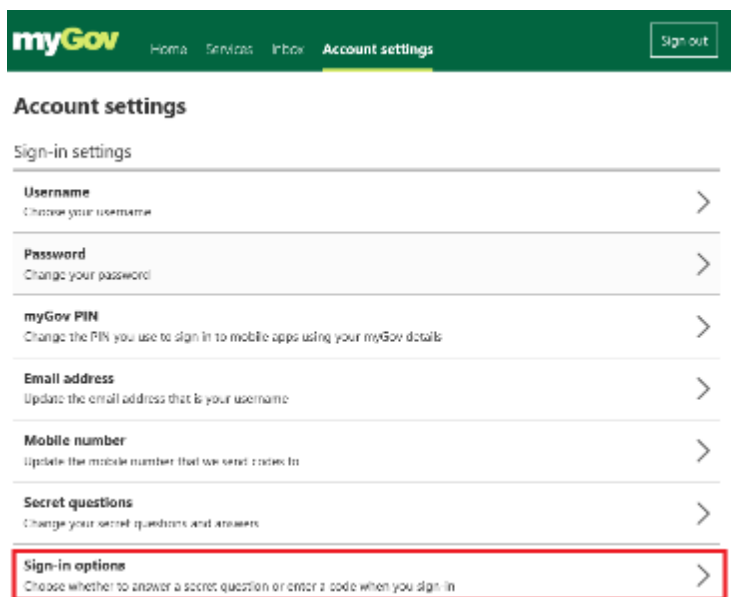 myGov Home Services Inbox Account settings Sign out
Account settings
Sign-in settings
Username
Choose your username
Password
Change your password
myGov PIN
Change the PIN you use to sign in to mobile apps using your myGov details
Email address
Update the email address that is your username
Mobile number
Update the mobile number that we send codes to
Secret questions
Change your secret questions and answers
Sign-in options
Choose whether to answer a secret question or enter a code when you sign-in